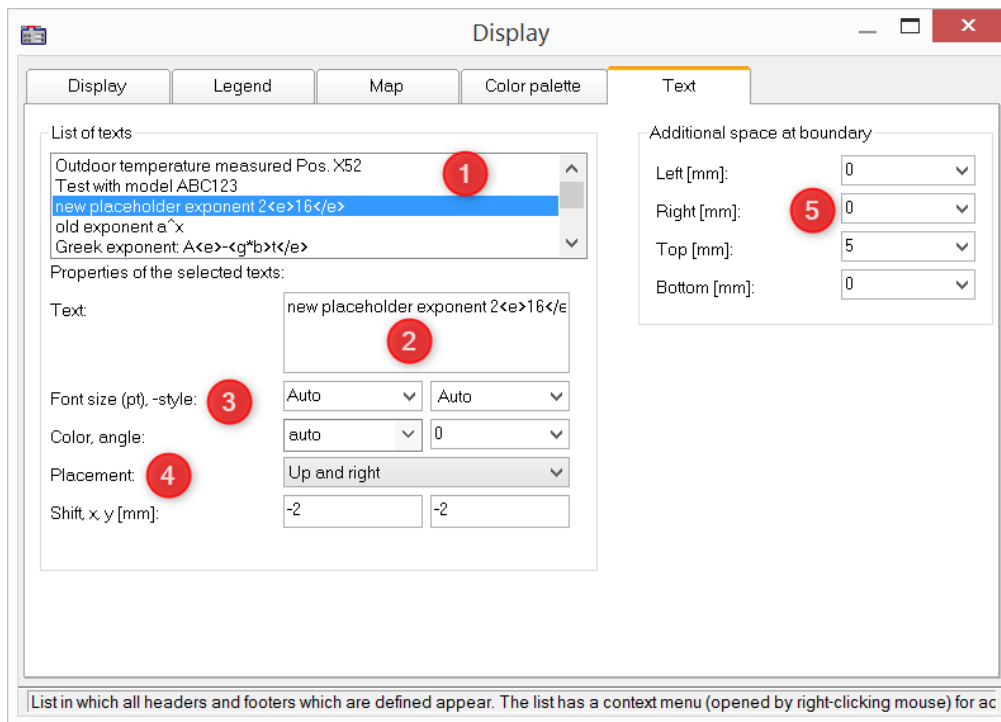 Display
Display Legend Map Color palette Text
List of texts
Outdoor temperature measured Pos. X52
Test with model ABC123
new placeholder exponent 2<e>16</e>
old exponent a^x
Greek exponent: A<e>-<g*b>t</e>
1
Properties of the selected texts:
Text:
new placeholder exponent 2<e>16</e
2
Font size (pt), -style: 3 Auto Auto
Color, angle: auto 0
Placement: 4 Up and right
Shift, x, y [mm]: -2 -2
Additional space at boundary
Left [mm]: 0
Right [mm]: 5 0
Top [mm]: 5
Bottom [mm]: 0
List in which all headers and footers which are defined appear. The list has a context menu (opened by right-clicking mouse) for ac